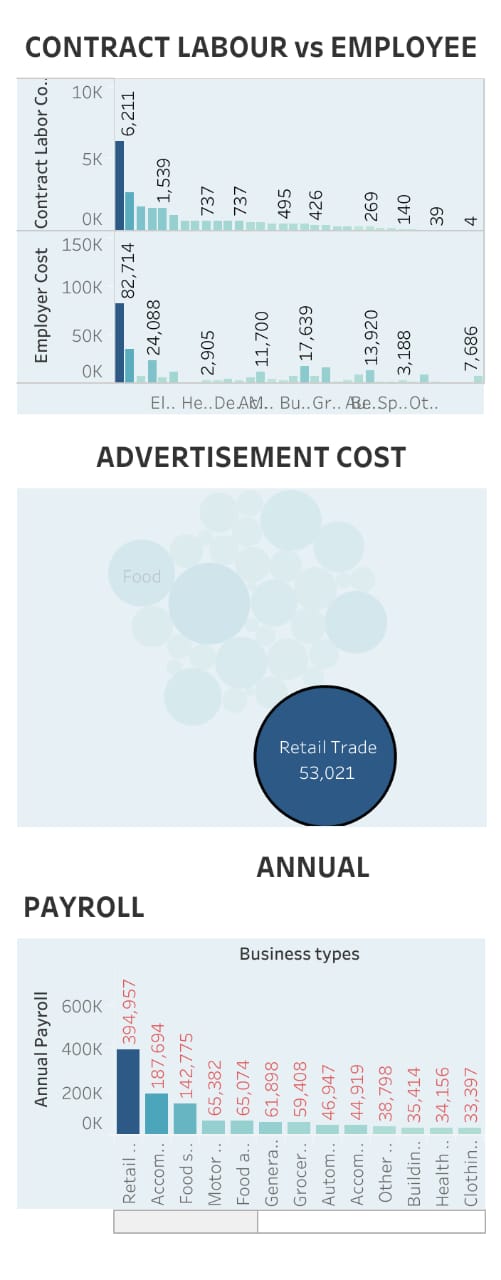 CONTRACT LABOUR vs EMPLOYEE
Contract Labor Co..
10K
5K
0K
6,211
1,539
737
737
495
426
269
140
39
4
Employer Cost
150K
100K
50K
0K
82,714
24,088
2,905
11,700
17,639
13,920
3,188
7,686
El.. He.. De.. Bu.. Gr.. Sp.. Ot..
ADVERTISEMENT COST
Food
Retail Trade
53,021
ANNUAL
PAYROLL
Business types
Annual Payroll
600K
400K
200K
0K
394,957
187,694
142,775
65,382
65,074
61,898
59,408
46,947
44,919
38,798
35,414
34,156
33,397
Retail ..
Accom..
Food s..
Motor ..
Food a..
Genera..
Grocer..
Autom..
Accom..
Other ..
Buildin..
Health ..
Clothin..